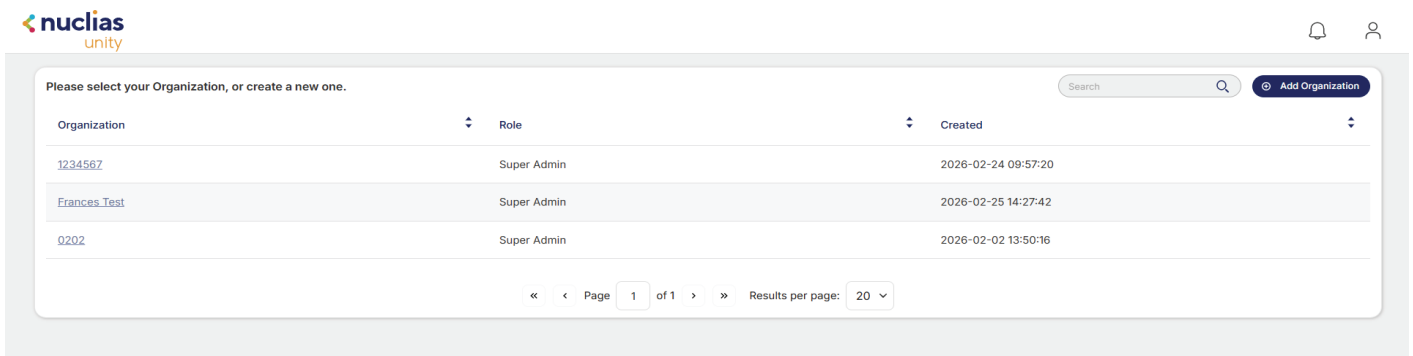 nuclias
unity
Please select your Organization, or create a new one. Search Add Organization
Organization Role Created
1234567 Super Admin 2026-02-24 09:57:20
Frances Test Super Admin 2026-02-25 14:27:42
0202 Super Admin 2026-02-02 13:50:16
« ‹ Page 1 of 1 › » Results per page: 20